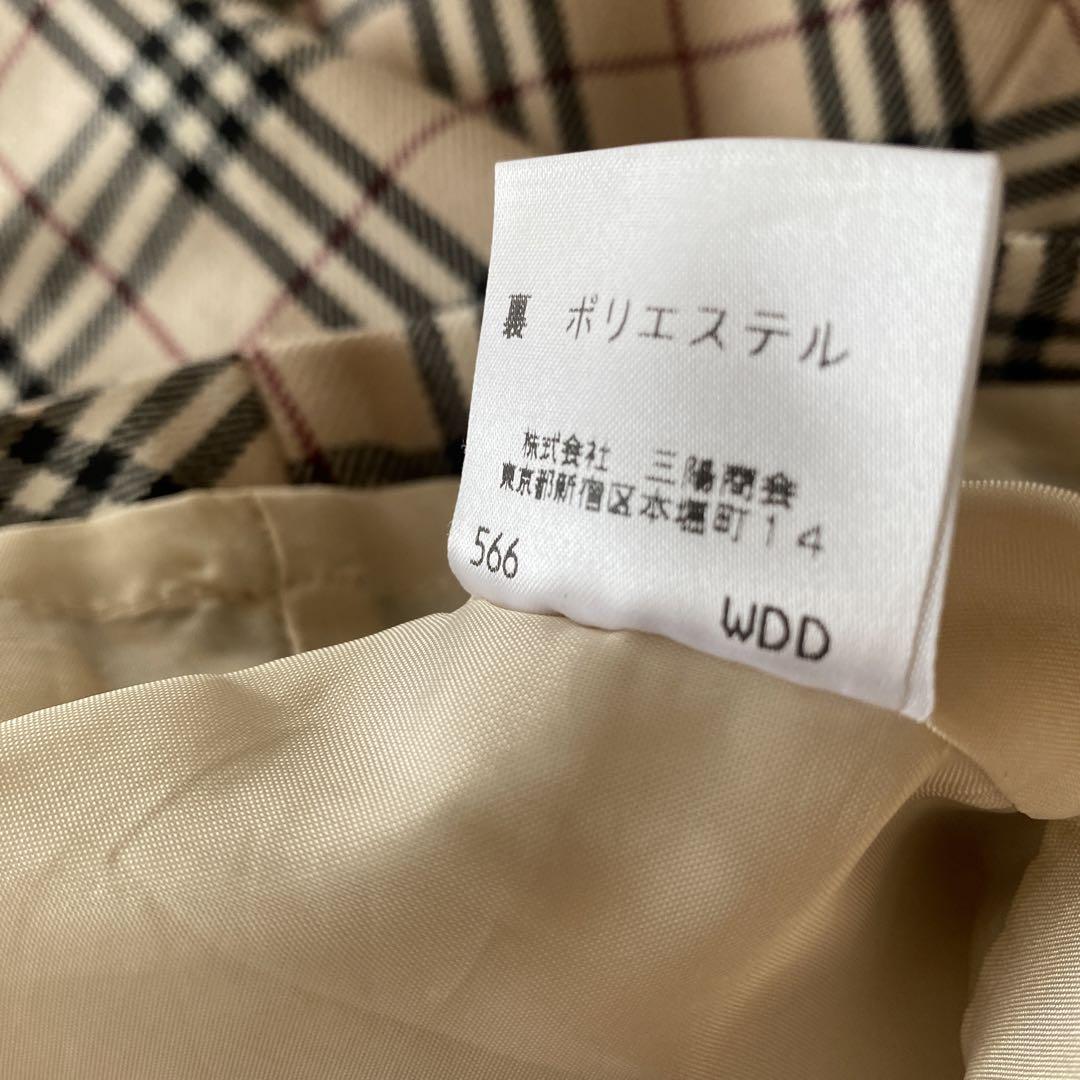 裏 ポリエステル
株式会社 三陽商会
東京都新宿区本塩町14
566
WDD